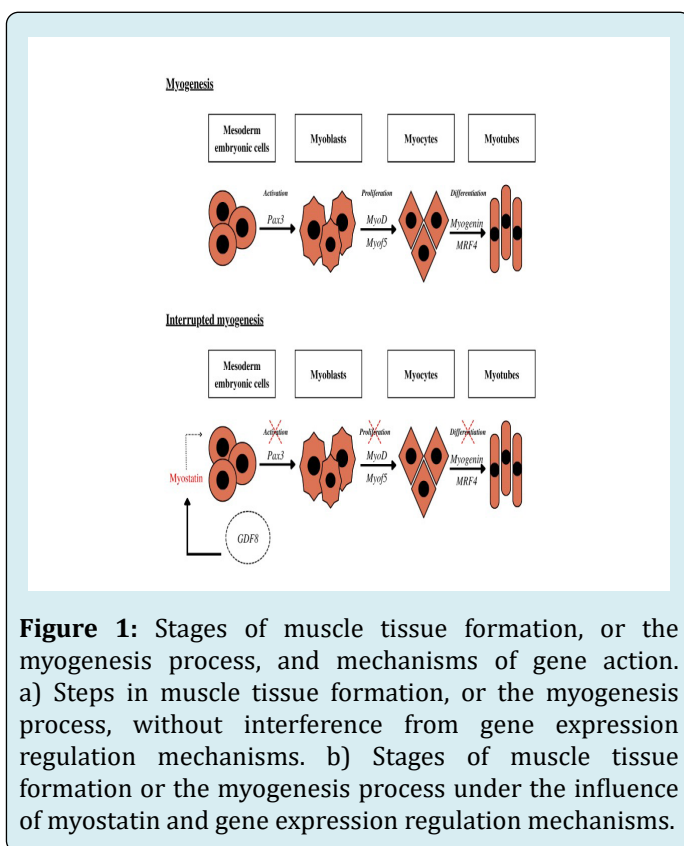 Myogenesis
Mesoderm
embryonic cells
Myoblasts
Myocytes
Myotubes
Activation
Pax3
Proliferation
MyoD
Myof5
Differentiation
Myogenin
MRF4
Interrupted myogenesis
Mesoderm
embryonic cells
Myoblasts
Myocytes
Myotubes
Activation
Pax3
Proliferation
MyoD
Myof5
Differentiation
Myogenin
MRF4
Myostatin
GDF8
Figure 1: Stages of muscle tissue formation, or the
myogenesis process, and mechanisms of gene action.
a) Steps in muscle tissue formation, or the myogenesis
process, without interference from gene expression
regulation mechanisms. b) Stages of muscle tissue
formation or the myogenesis process under the influence
of myostatin and gene expression regulation mechanisms.